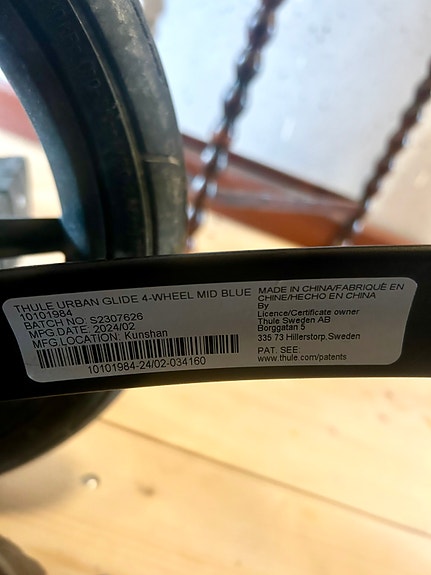 THULE URBAN GLIDE 4-WHEEL MID BLUE
10101984
BATCH NO: S2307626
MFG.DATE: 2024/02
MFG.LOCATION: Kunshan
10101984-24/02-034160
MADE IN CHINA/FABRIQUÉ EN
CHINE/HECHO EN CHINA
By
Licence/Certificate owner
Thule Sweden AB
Borggatan 5
335 73 Hillerstorp.Sweden
PAT. SEE:
www.thule.com/patents